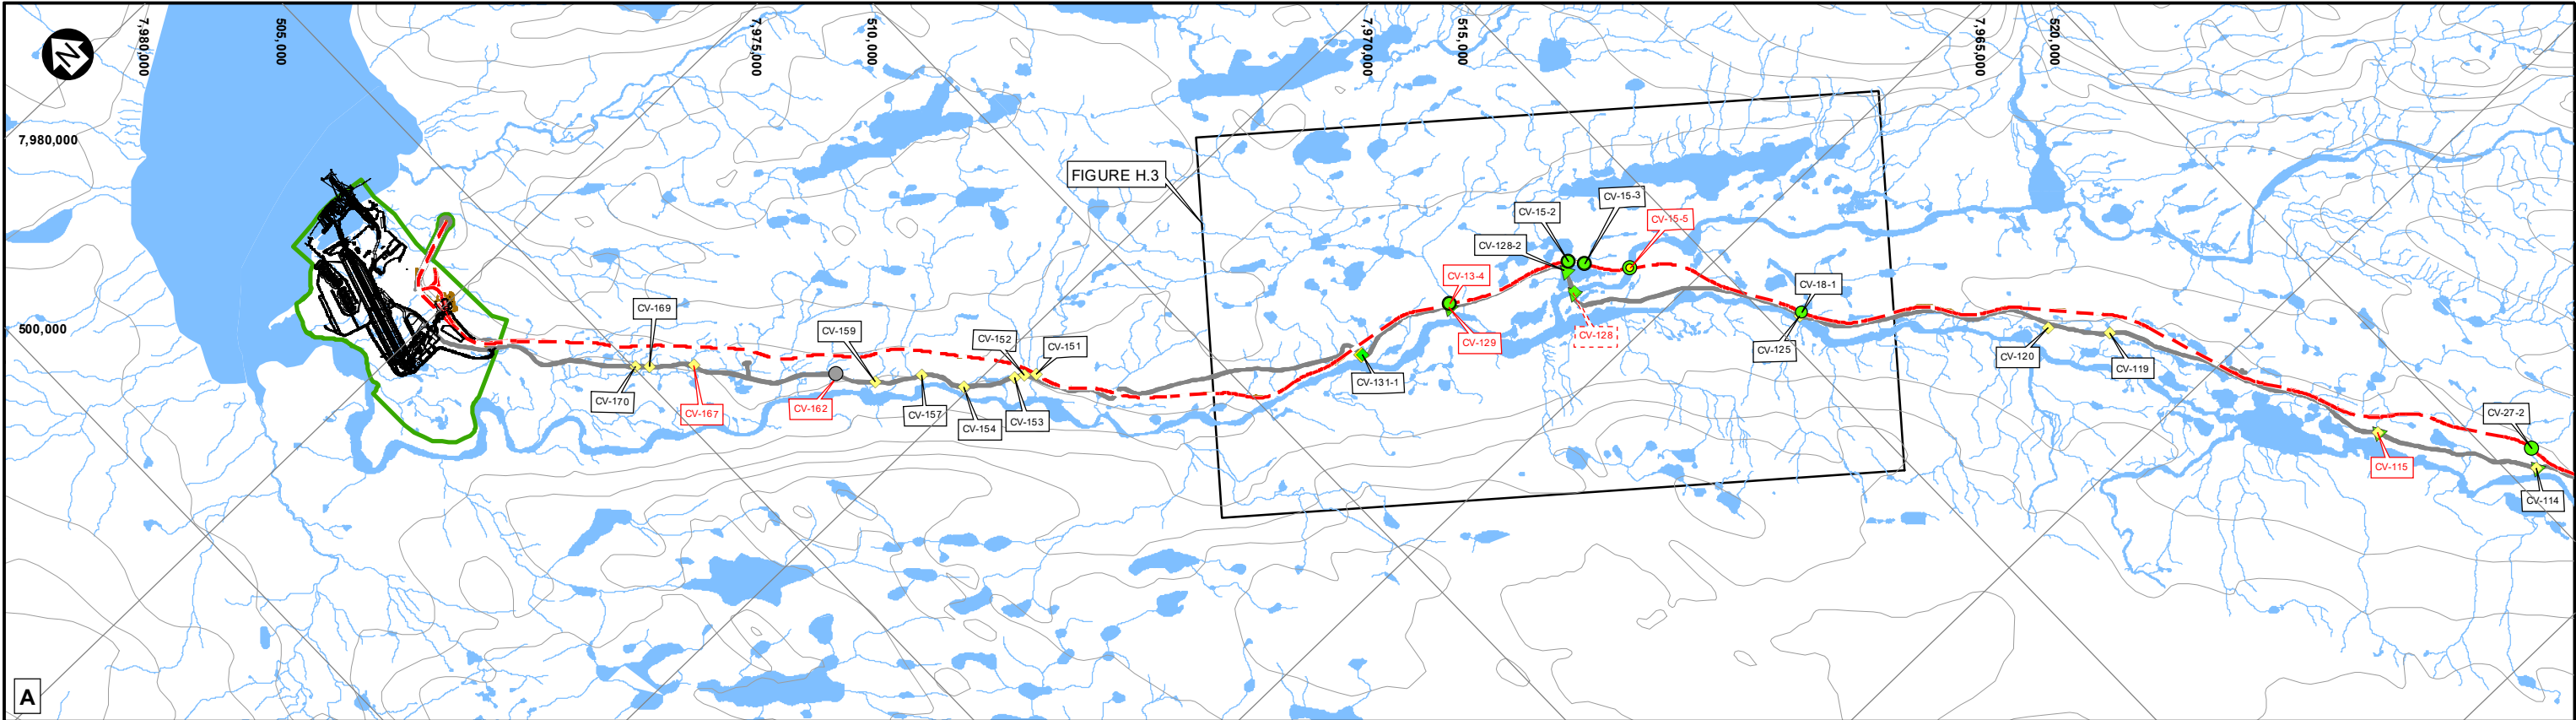 7,980,000
505,000
7,975,000
510,000
7,970,000
515,000
7,965,000
520,000
N
7,980,000
500,000
FIGURE H.3
CV-15-3
CV-15-2
CV-15-5
CV-128-2
CV-13-4
CV-18-1
CV-169
CV-159
CV-152
CV-151
CV-129
CV-128
CV-125
CV-120
CV-119
CV-131-1
CV-170
CV-167
CV-162
CV-157
CV-154
CV-153
CV-27-2
CV-115
CV-114
A